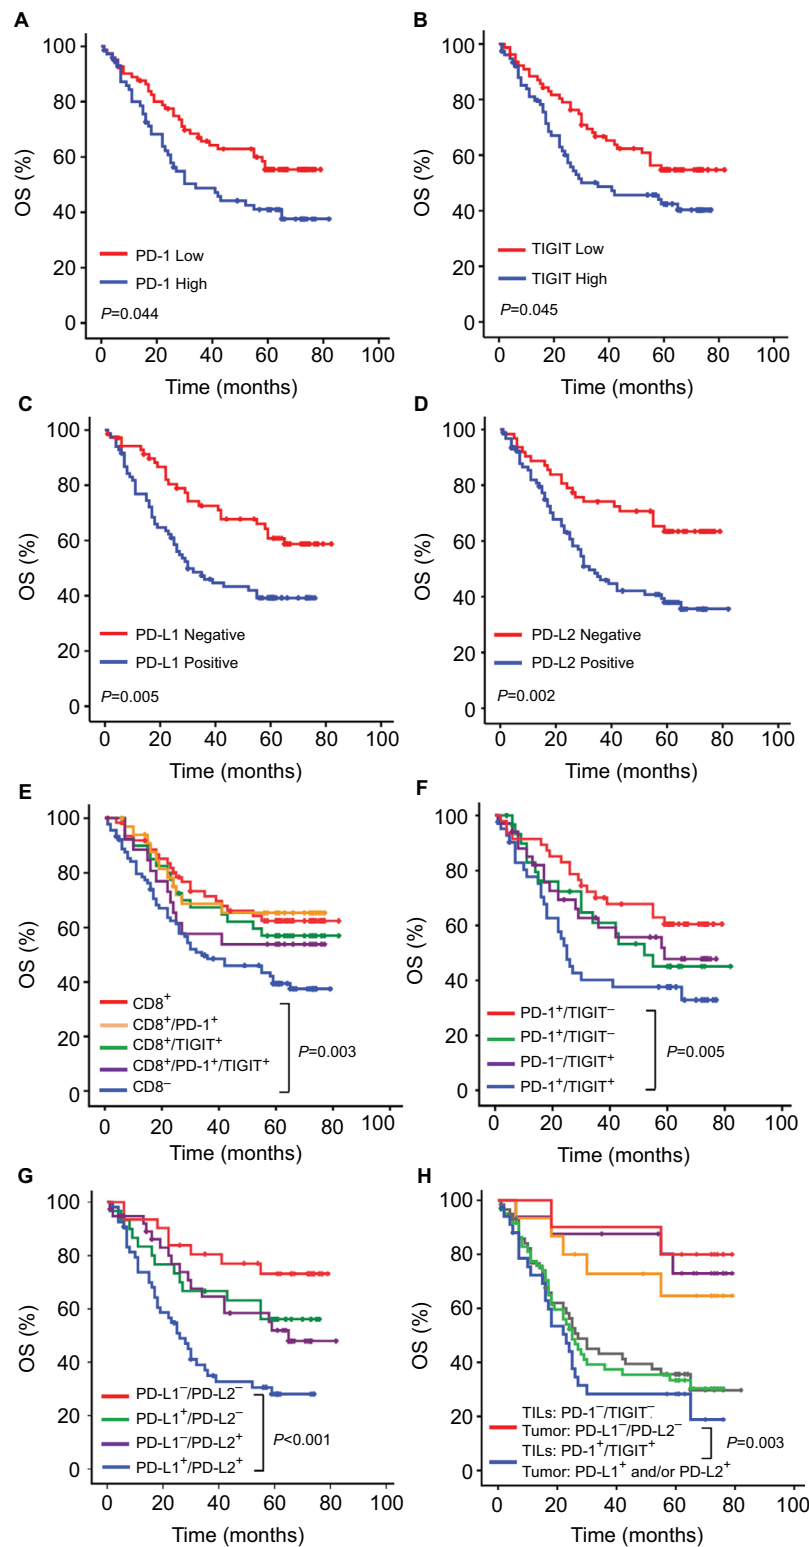 A
OS (%)
100
80
60
40
20
0
PD-1 Low
PD-1 High
P=0.044
0 20 40 60 80 100
Time (months)
B
OS (%)
100
80
60
40
20
0
TIGIT Low
TIGIT High
P=0.045
0 20 40 60 80 100
Time (months)
C
OS (%)
100
80
60
40
20
0
PD-L1 Negative
PD-L1 Positive
P=0.005
0 20 40 60 80 100
Time (months)
D
OS (%)
100
80
60
40
20
0
PD-L2 Negative
PD-L2 Positive
P=0.002
0 20 40 60 80 100
Time (months)
E
OS (%)
100
80
60
40
20
0
CD8⁺
CD8⁺/PD-1⁺
CD8⁺/TIGIT⁺
CD8⁺/PD-1⁺/TIGIT⁺
CD8⁻
P=0.003
0 20 40 60 80 100
Time (months)
F
OS (%)
100
80
60
40
20
0
PD-1⁺/TIGIT⁻
PD-1⁺/TIGIT⁻
PD-1⁻/TIGIT⁺
PD-1⁺/TIGIT⁺
P=0.005
0 20 40 60 80 100
Time (months)
G
OS (%)
100
80
60
40
20
0
PD-L1⁻/PD-L2⁻
PD-L1⁺/PD-L2⁻
PD-L1⁻/PD-L2⁺
PD-L1⁺/PD-L2⁺
P<0.001
0 20 40 60 80 100
Time (months)
H
OS (%)
100
80
60
40
20
0
TILs: PD-1⁻/TIGIT⁻
Tumor: PD-L1⁻/PD-L2⁻
TILs: PD-1⁺/TIGIT⁺
Tumor: PD-L1⁺ and/or PD-L2⁺
P=0.003
0 20 40 60 80 100
Time (months)